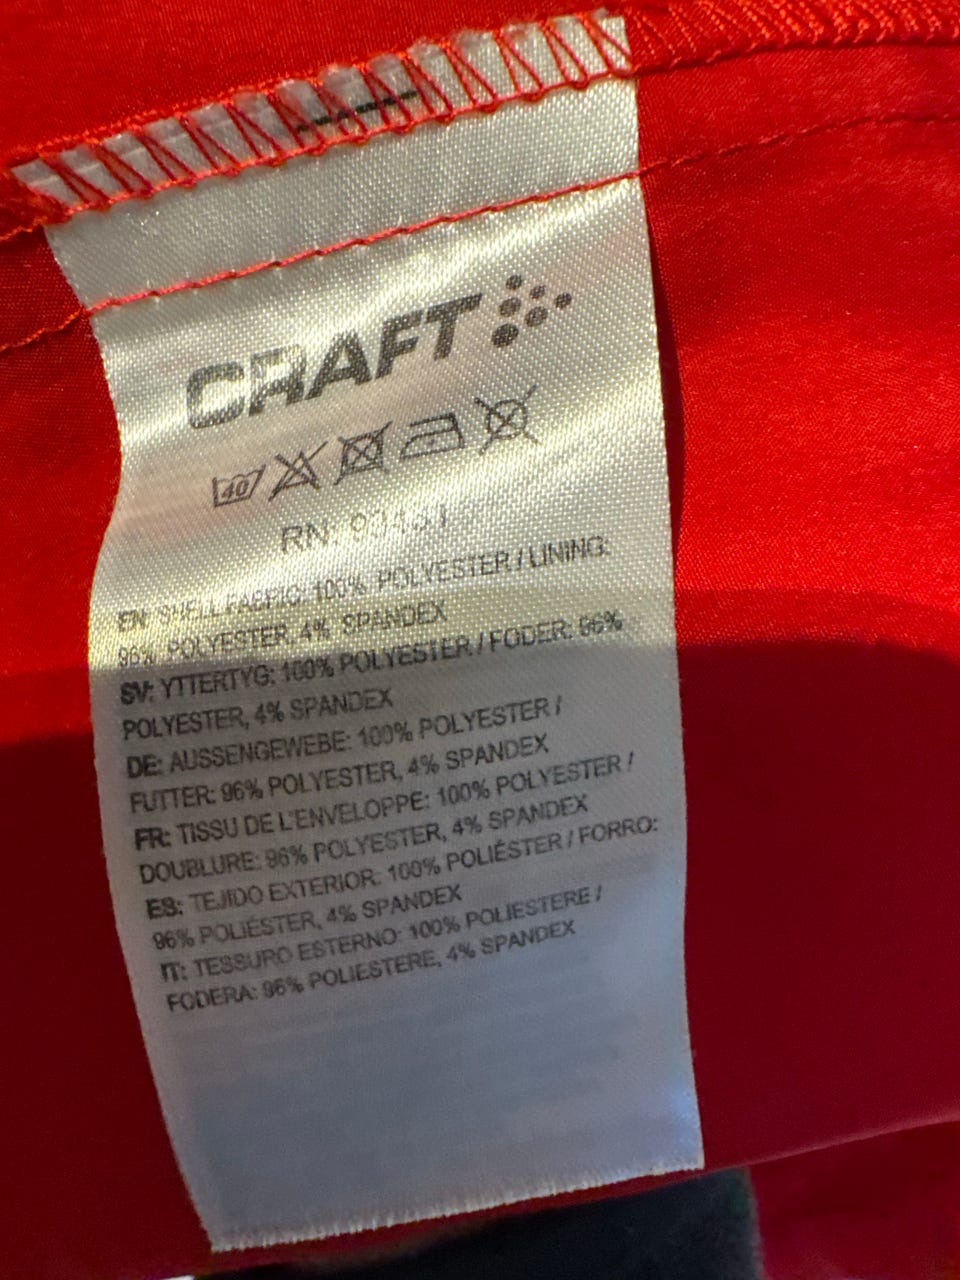 CRAFT
40
RN:
EN: SHELL FABRIC: 100% POLYESTER / LINING:
96% POLYESTER, 4% SPANDEX
SV: YTTERTYG: 100% POLYESTER / FODER: 96%
POLYESTER, 4% SPANDEX
DE: AUSSENGEWEBE: 100% POLYESTER /
FUTTER: 96% POLYESTER, 4% SPANDEX
FR: TISSU DE L'ENVELOPPE: 100% POLYESTER /
DOUBLURE: 96% POLYESTER, 4% SPANDEX
ES: TEJIDO EXTERIOR: 100% POLIÉSTER / FORRO:
96% POLIÉSTER, 4% SPANDEX
IT: TESSURO ESTERNO: 100% POLIESTERE /
FODERA: 96% POLIESTERE, 4% SPANDEX